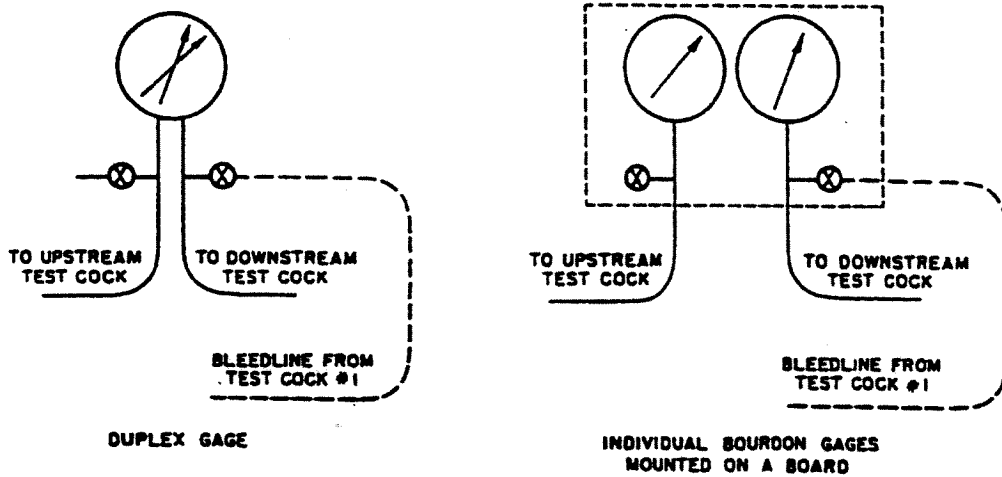 TO UPSTREAM
TEST COCK
TO DOWNSTREAM
TEST COCK
BLEEDLINE FROM
TEST COCK #1
DUPLEX GAGE
TO UPSTREAM
TEST COCK
TO DOWNSTREAM
TEST COCK
BLEEDLINE FROM
TEST COCK #1
INDIVIDUAL BOURDON GAGES
MOUNTED ON A BOARD